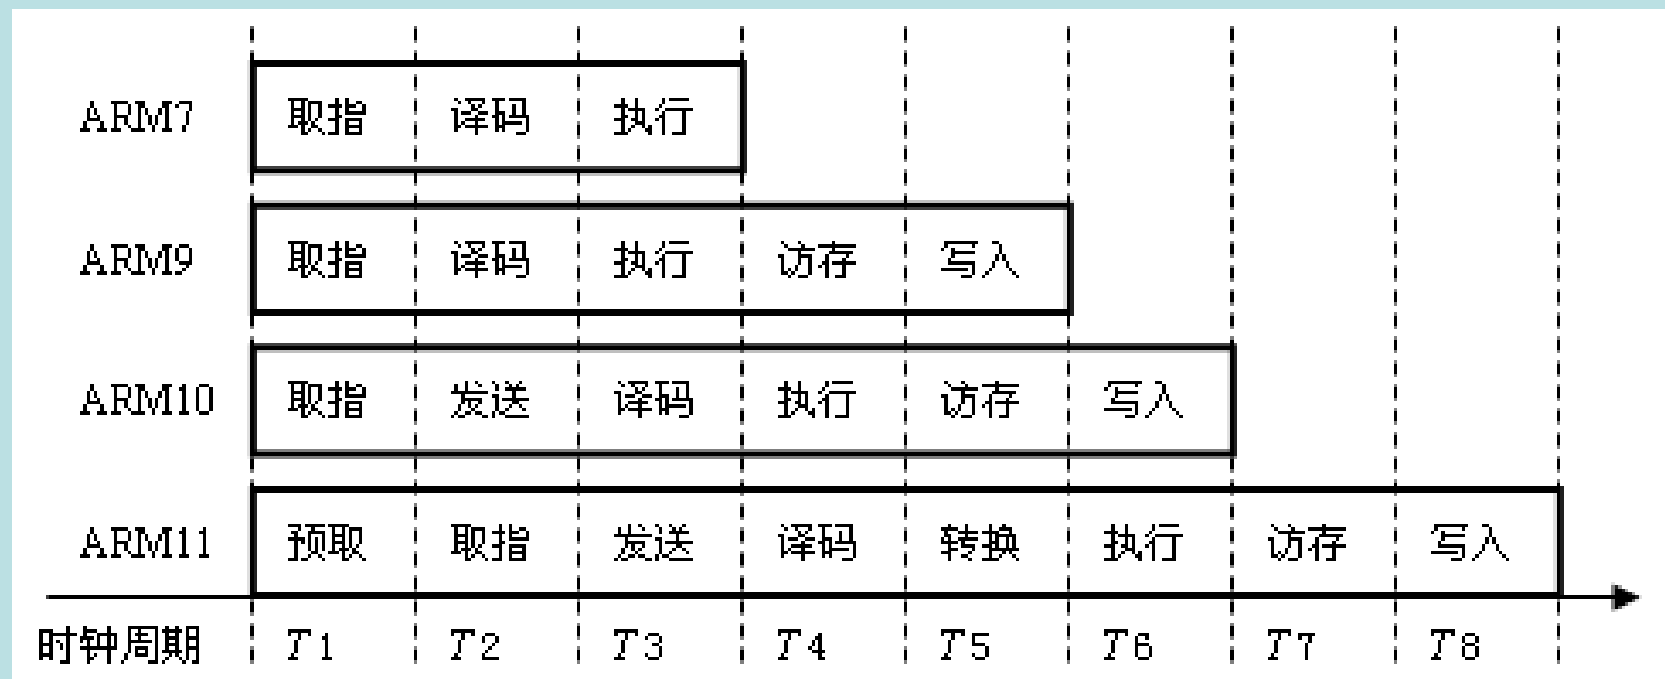 ARM7 取指 译码 执行
ARM9 取指 译码 执行 访存 写入
ARM10 取指 发送 译码 执行 访存 写入
ARM11 预取 取指 发送 译码 转换 执行 访存 写入
时钟周期 T1 T2 T3 T4 T5 T6 T7 T8